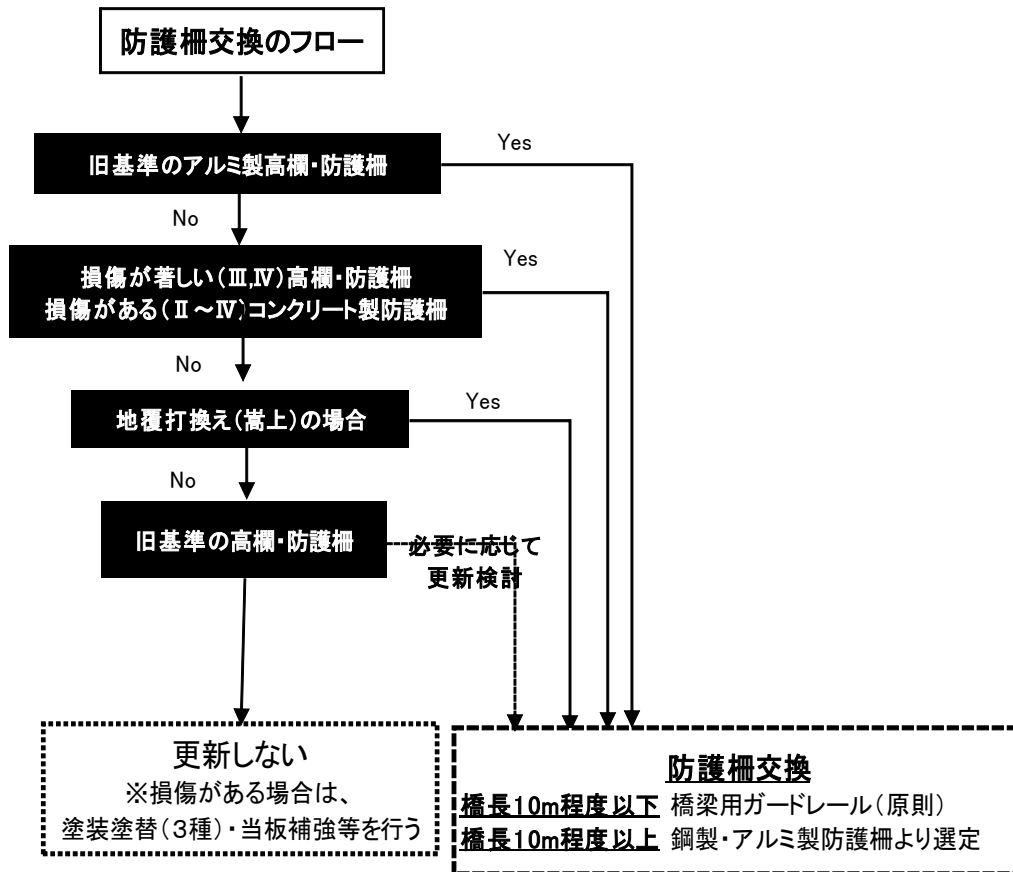 防護柵交換のフロー
Yes
旧基準のアルミ製高欄・防護柵
No
Yes
損傷が著しい(Ⅲ,Ⅳ)高欄・防護柵
損傷がある(Ⅱ～Ⅳ)コンクリート製防護柵
No
Yes
地覆打換え(嵩上)の場合
No
旧基準の高欄・防護柵
必要に応じて
更新検討
更新しない
※損傷がある場合は、
塗装塗替(3種)・当板補強等を行う
防護柵交換
橋長10m程度以下 橋梁用ガードレール(原則)
橋長10m程度以上 鋼製・アルミ製防護柵より選定